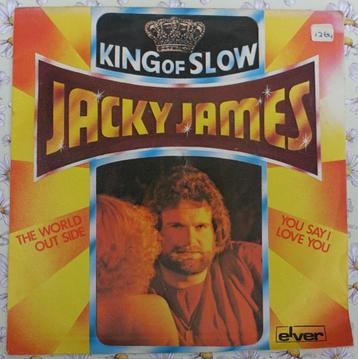 KING OF SLOW
JACKY JAMES
THE WORLD
OUT SIDE
YOU SAY I
LOVE YOU
elver